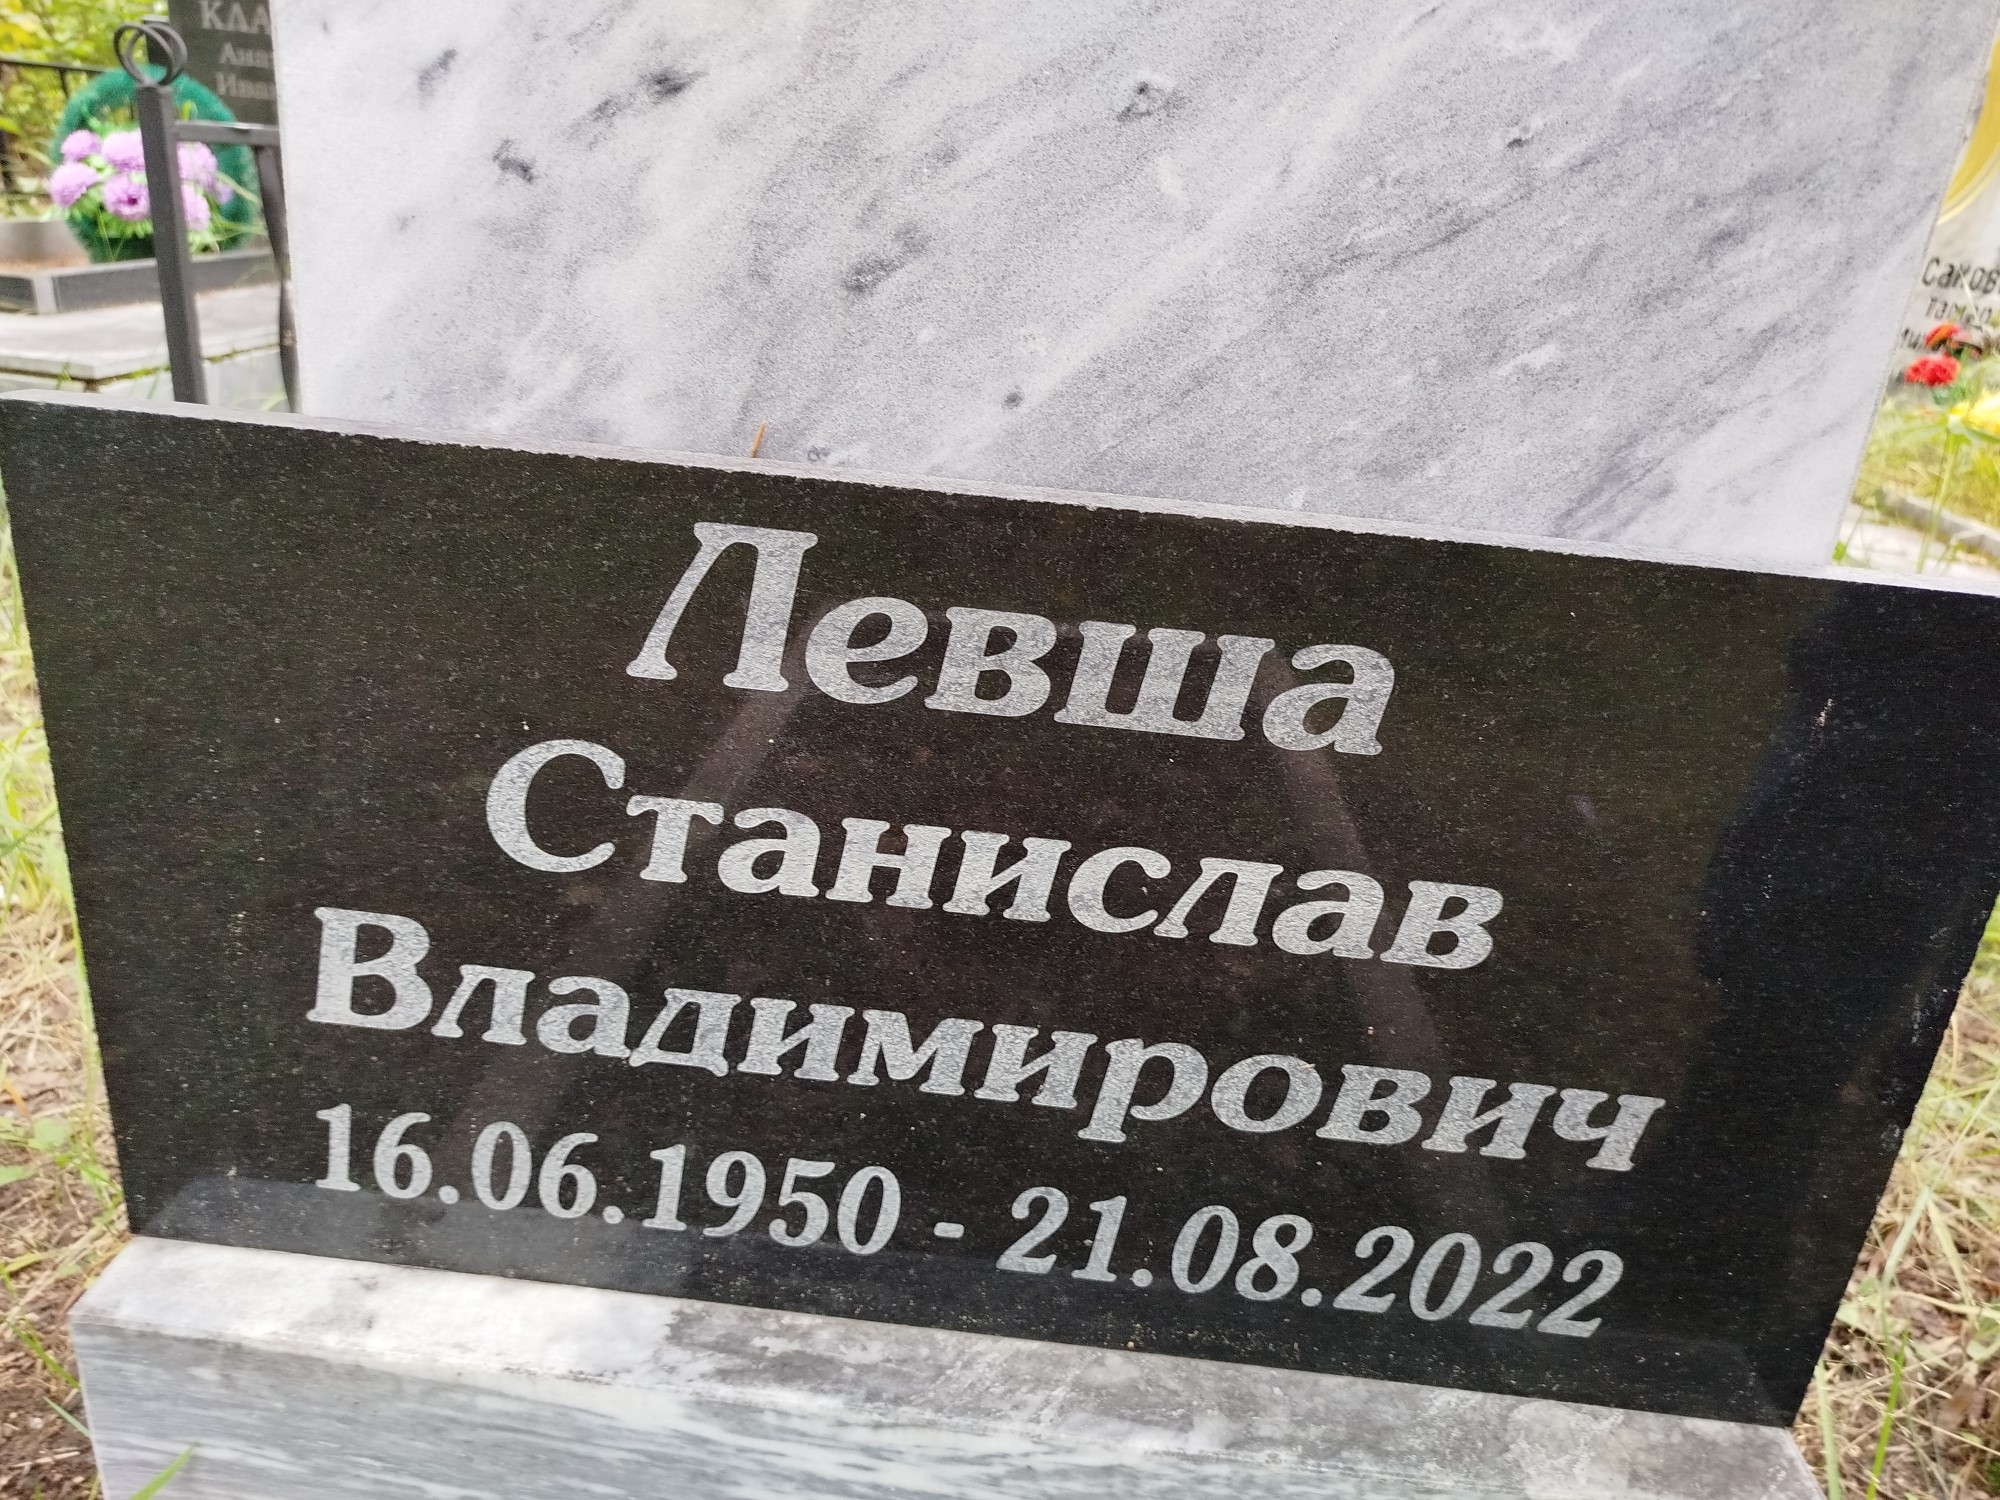 Левша
Станислав
Владимирович
16.06.1950 - 21.08.2022